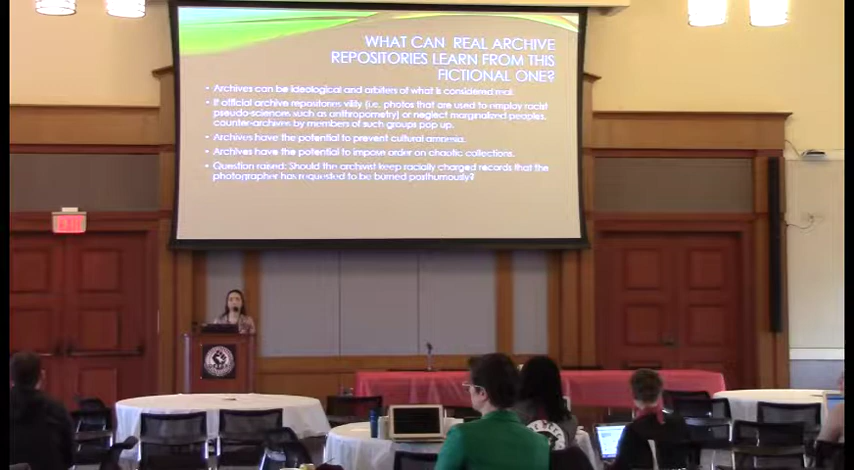 WHAT CAN REAL ARCHIVE
REPOSITORIES LEARN FROM THIS
FICTIONAL ONE?
• Archives can be ideological and arbiters of what is considered real.
• If official archive repositories vilify (i.e. photos that are used to employ racist
pseudo-sciences such as anthropometry) or neglect marginalized peoples,
counter-archives by members of such groups pop up.
• Archives have the potential to prevent cultural amnesia.
• Archives have the potential to impose order on chaotic collections.
• Question raised: Should the archivist keep racially charged records that the
photographer has requested to be burned posthumously?
EXIT